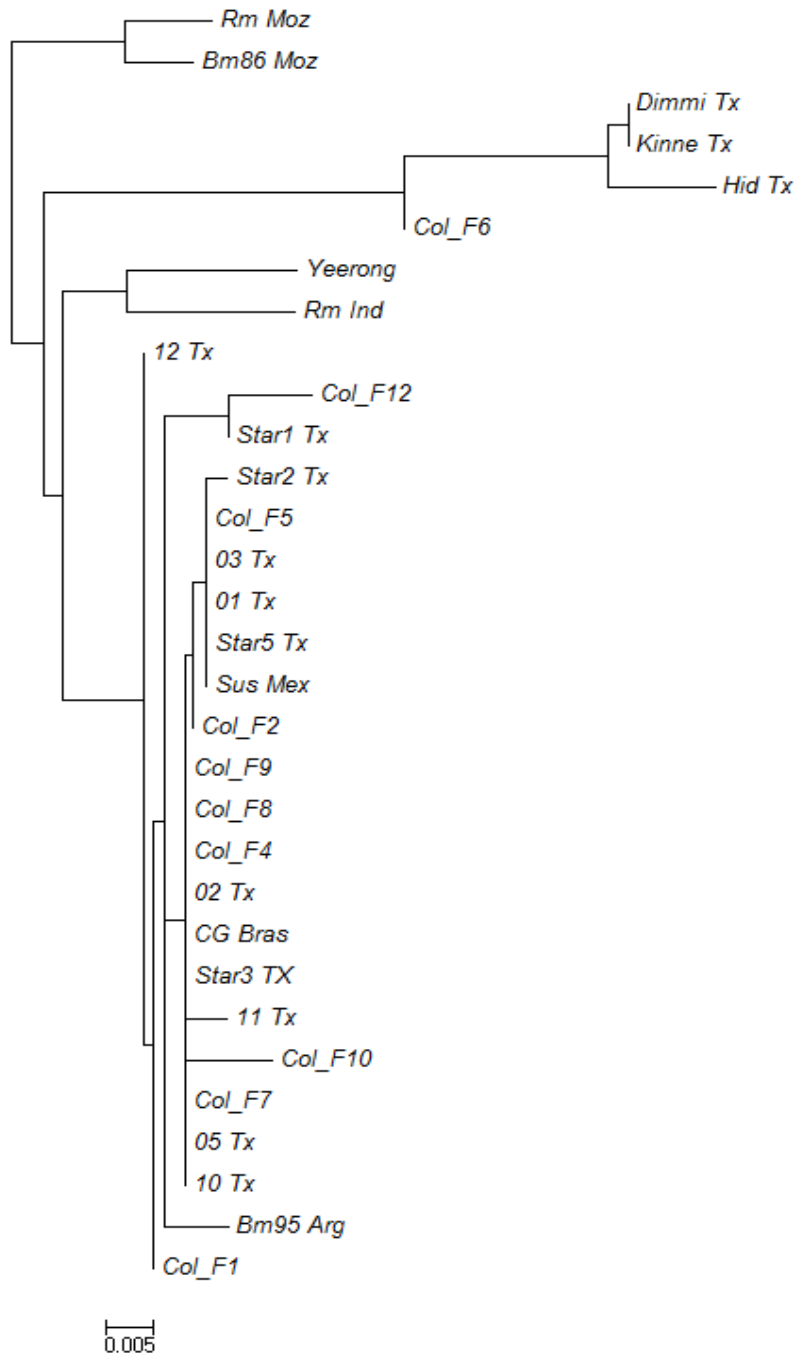 Rm Moz
Bm86 Moz
Dimmi Tx
Kinne Tx
Hid Tx
Col_F6
Yeerong
Rm Ind
12 Tx
Col_F12
Star1 Tx
Star2 Tx
Col_F5
03 Tx
01 Tx
Star5 Tx
Sus Mex
Col_F2
Col_F9
Col_F8
Col_F4
02 Tx
CG Bras
Star3 TX
11 Tx
Col_F10
Col_F7
05 Tx
10 Tx
Bm95 Arg
Col_F1
0.005